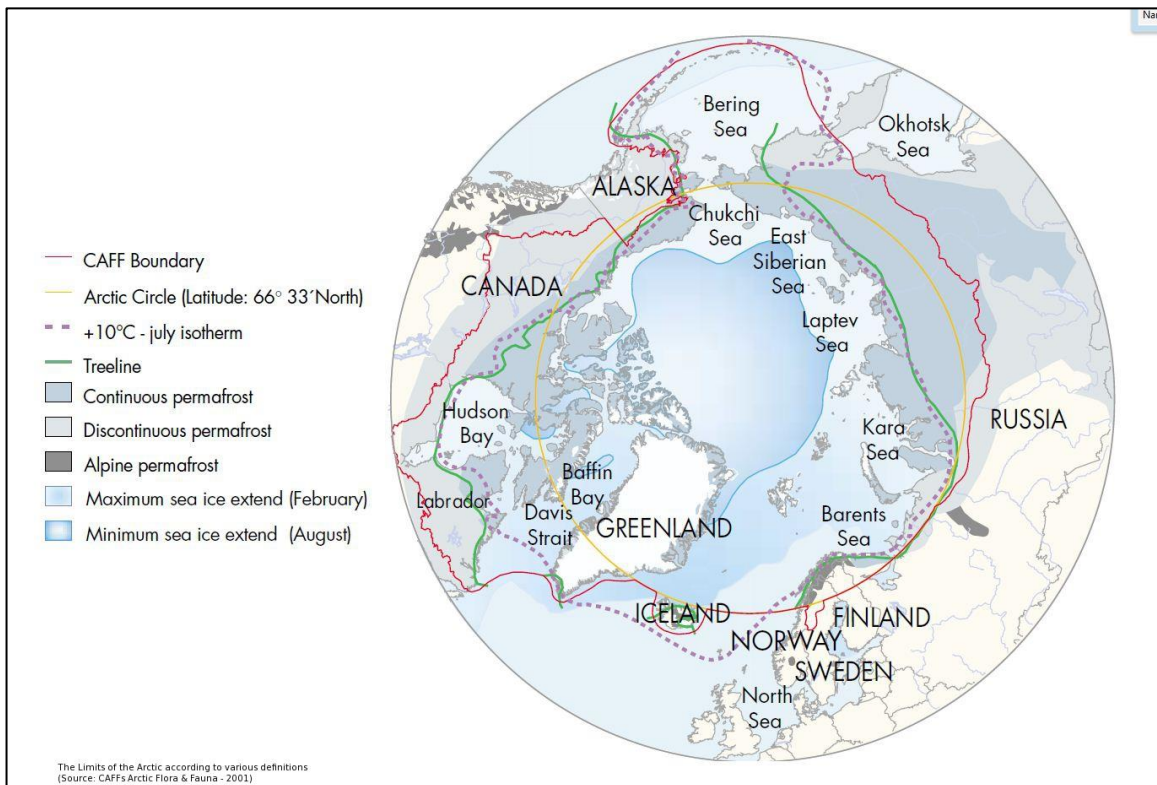 Bering
Sea
Okhotsk
Sea
ALASKA
Chukchi
Sea
East
Siberian
Sea
CANADA
Laptev
Sea
Hudson
Bay
RUSSIA
Kara
Sea
Baffin
Bay
Labrador
Davis
Strait
GREENLAND
Barents
Sea
ICELAND
FINLAND
NORWAY
SWEDEN
North
Sea
CAFF Boundary
Arctic Circle (Latitude: 66° 33´North)
+10°C - july isotherm
Treeline
Continuous permafrost
Discontinuous permafrost
Alpine permafrost
Maximum sea ice extend (February)
Minimum sea ice extend (August)
The Limits of the Arctic according to various definitions
(Source: CAFFs Arctic Flora & Fauna - 2001)